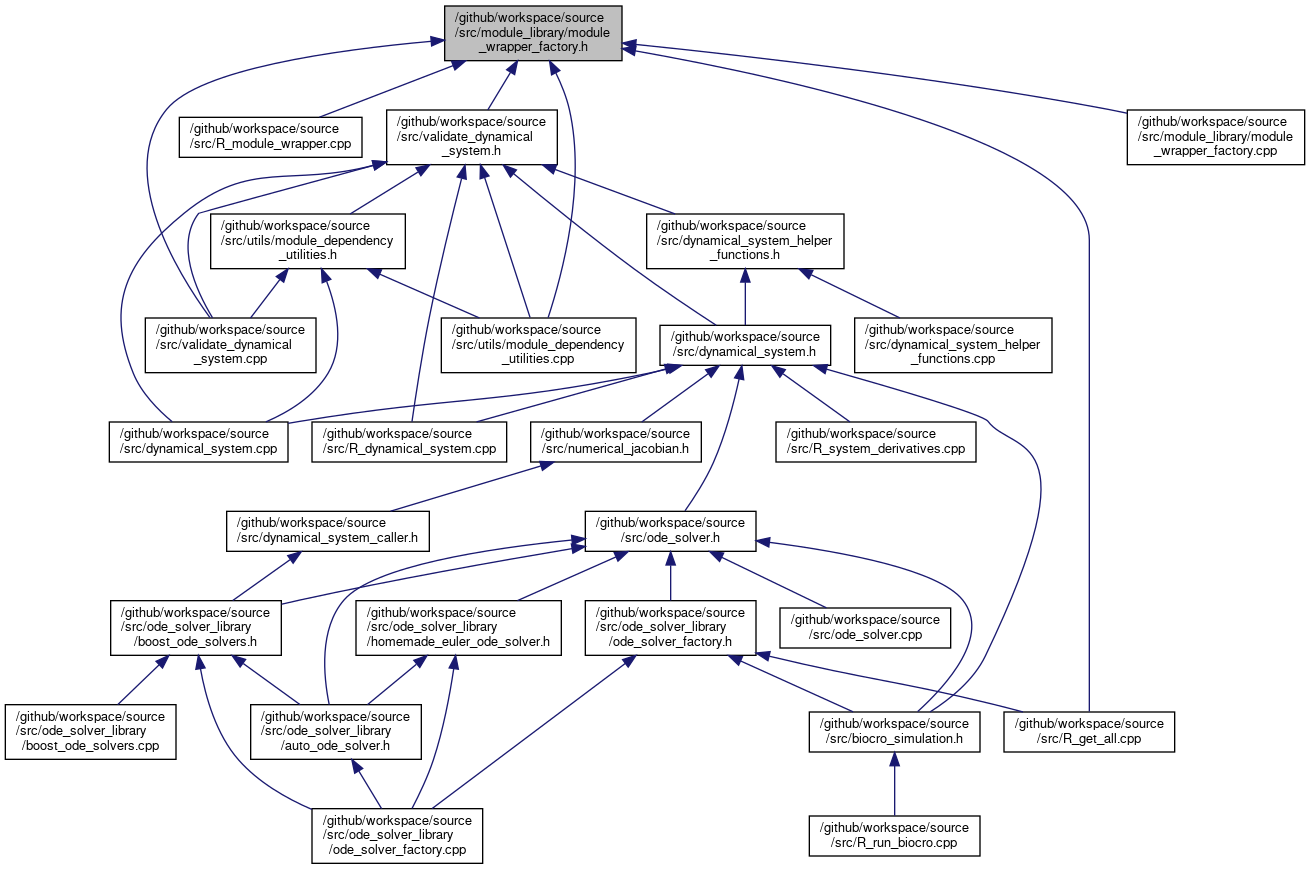 /github/workspace/source
/src/module_library/module
_wrapper_factory.h
/github/workspace/source
/src/R_module_wrapper.cpp
/github/workspace/source
/src/validate_dynamical
_system.h
/github/workspace/source
/src/module_library/module
_wrapper_factory.cpp
/github/workspace/source
/src/utils/module_dependency
_utilities.h
/github/workspace/source
/src/dynamical_system_helper
_functions.h
/github/workspace/source
/src/validate_dynamical
_system.cpp
/github/workspace/source
/src/utils/module_dependency
_utilities.cpp
/github/workspace/source
/src/dynamical_system.h
/github/workspace/source
/src/dynamical_system_helper
_functions.cpp
/github/workspace/source
/src/dynamical_system.cpp
/github/workspace/source
/src/R_dynamical_system.cpp
/github/workspace/source
/src/numerical_jacobian.h
/github/workspace/source
/src/R_system_derivatives.cpp
/github/workspace/source
/src/dynamical_system_caller.h
/github/workspace/source
/src/ode_solver.h
/github/workspace/source
/src/ode_solver_library
/boost_ode_solvers.h
/github/workspace/source
/src/ode_solver_library
/homemade_euler_ode_solver.h
/github/workspace/source
/src/ode_solver_library
/ode_solver_factory.h
/github/workspace/source
/src/ode_solver.cpp
/github/workspace/source
/src/ode_solver_library
/boost_ode_solvers.cpp
/github/workspace/source
/src/ode_solver_library
/auto_ode_solver.h
/github/workspace/source
/src/biocro_simulation.h
/github/workspace/source
/src/R_get_all.cpp
/github/workspace/source
/src/ode_solver_library
/ode_solver_factory.cpp
/github/workspace/source
/src/R_run_biocro.cpp